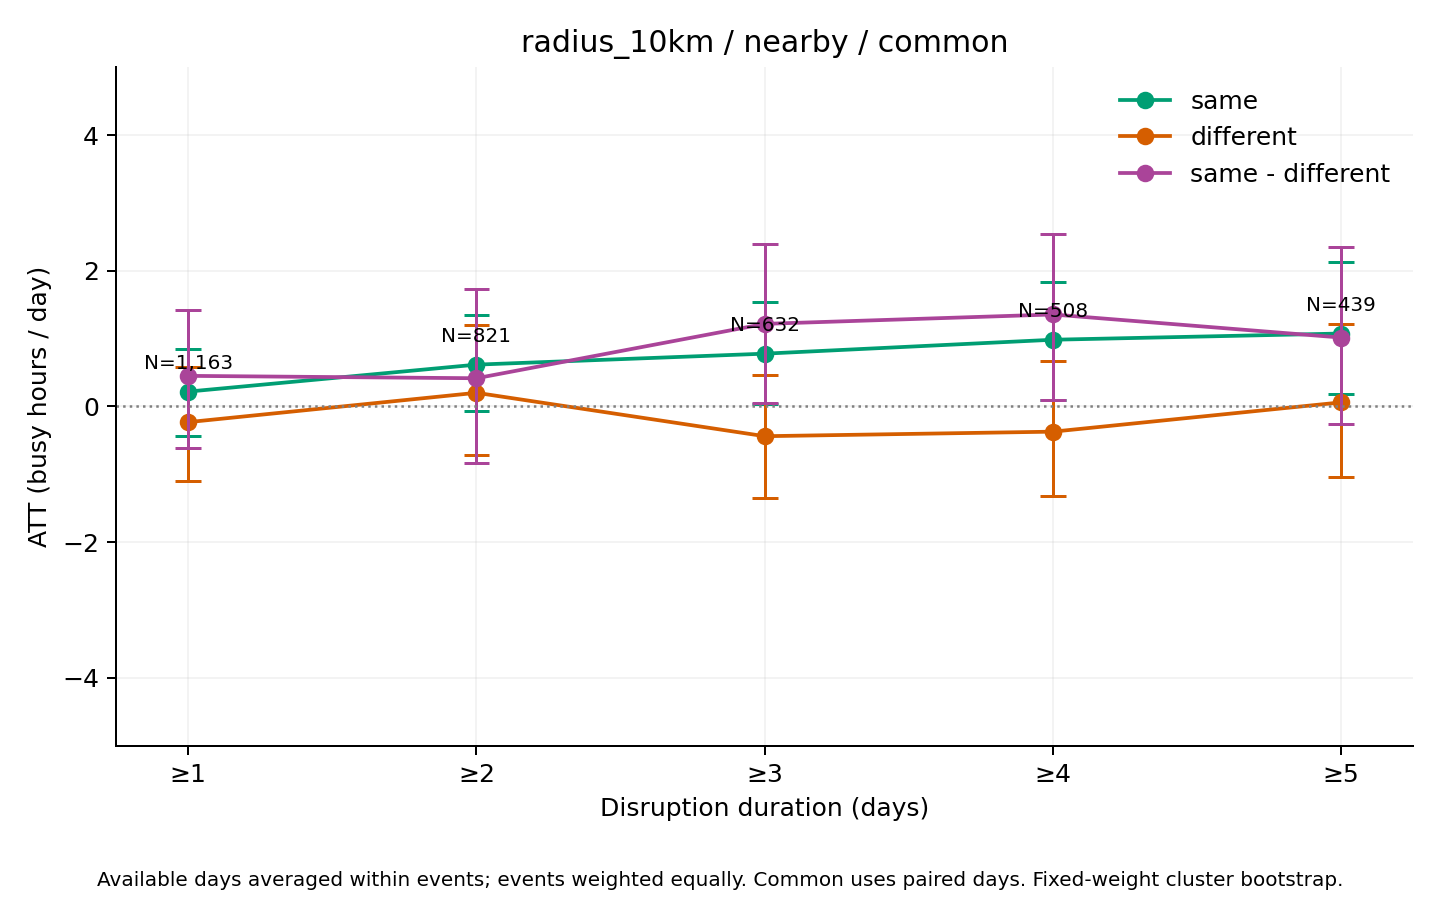 radius_10km / nearby / common
same
different
same - different
ATT (busy hours / day)
4
2
0
−2
−4
N=1,163
N=821
N=632
N=508
N=439
≥1
≥2
≥3
≥4
≥5
Disruption duration (days)
Available days averaged within events; events weighted equally. Common uses paired days. Fixed-weight cluster bootstrap.